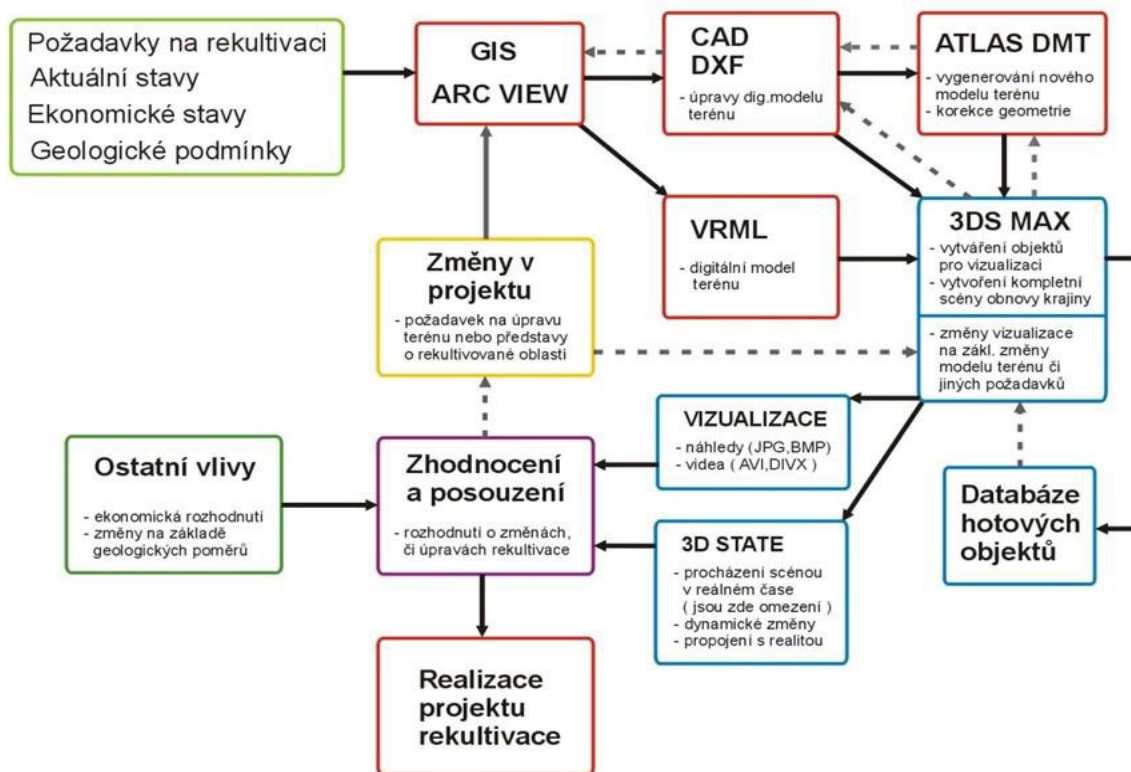 Požadavky na rekultivaci
Aktuální stavy
Ekonomické stavy
Geologické podmínky
GIS
ARC VIEW
CAD
DXF
- úpravy dig.modelu
terénu
ATLAS DMT
- vygenerování nového
modelu terénu
- korekce geometrie
VRML
- digitální model
terénu
3DS MAX
- vytváření objektů
pro vizualizaci
- vytvoření kompletní
scény obnovy krajiny
- změny vizualizace
na zákl. změny
modelu terénu či
jiných požadavků
Změny v
projektu
- požadavek na úpravu
terénu nebo představy
o rekultivované oblasti
VIZUALIZACE
- náhledy (JPG,BMP)
- videa ( AVI,DIVX )
Ostatní vlivy
- ekonomická rozhodnutí
- změny na základě
geologických poměrů
Zhodnocení
a posouzení
- rozhodnutí o změnách,
či úpravách rekultivace
3D STATE
- procházení scénou
v reálném čase
( jsou zde omezení )
- dynamické změny
- propojení s realitou
Databáze
hotových
objektů
Realizace
projektu
rekultivace